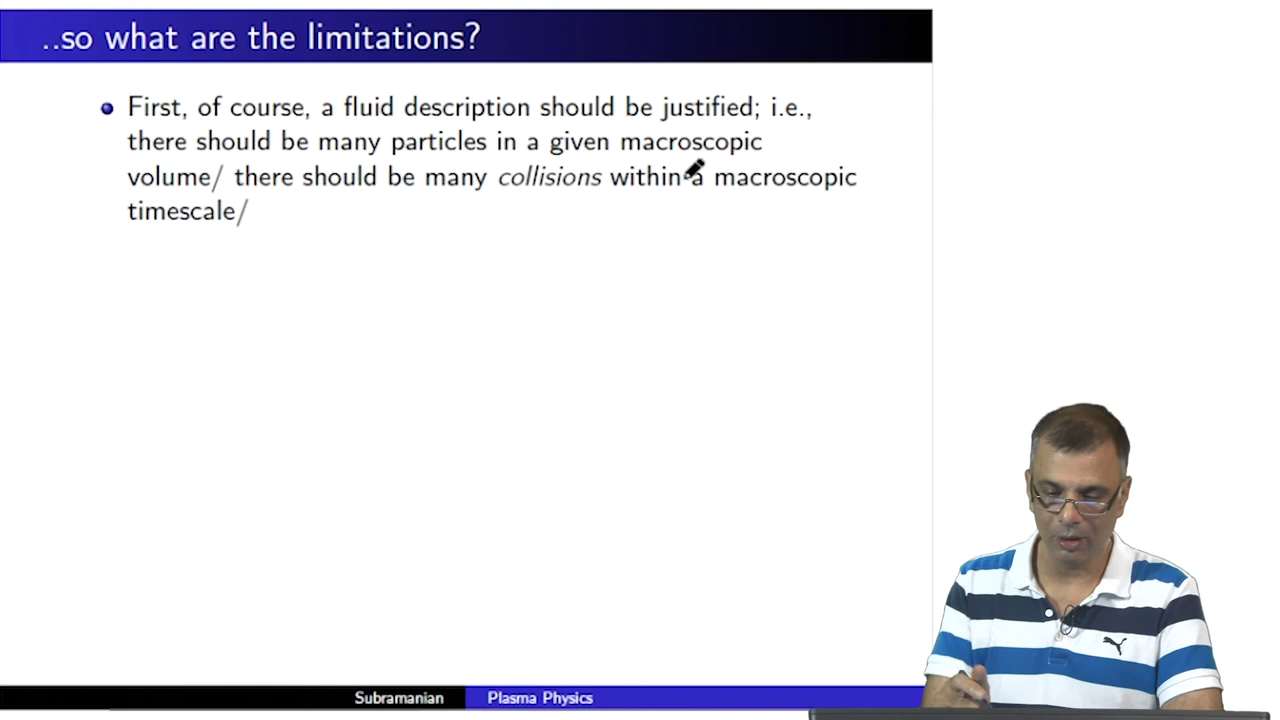 ..so what are the limitations?
First, of course, a fluid description should be justified; i.e.,
there should be many particles in a given macroscopic
volume/ there should be many collisions within a macroscopic
timescale/
Subramanian Plasma Physics